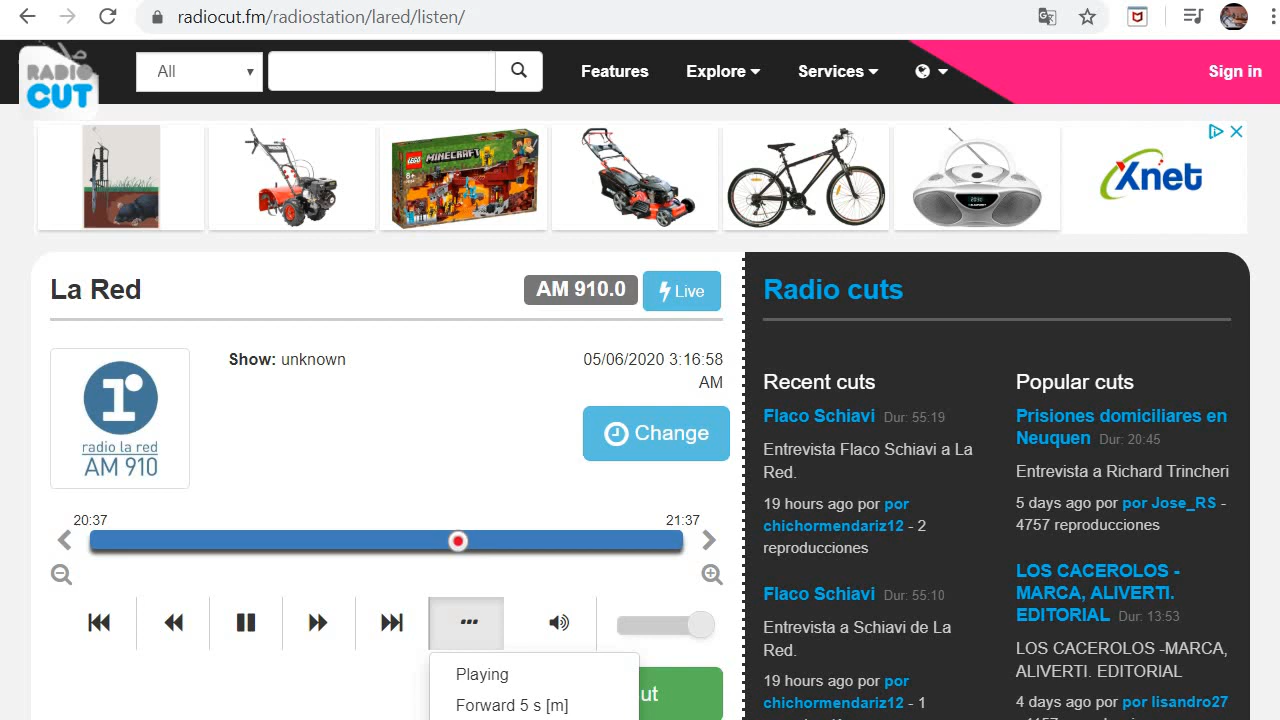 radiocut.fm/radiostation/lared/listen/
RADIO
CUT
All
Features
Explore
Services
Sign in
LEGO
MINECRAFT
8+
Xnet
La Red
AM 910.0
Live
Radio cuts
Show: unknown
05/06/2020 3:16:58
AM
Change
radio la red
AM 910
20:37
21:37
Playing
Forward 5 s [m]
ut
Recent cuts
Flaco Schiavi Dur: 55:19
Entrevista Flaco Schiavi a La
Red.
19 hours ago por por
chichormendariz12 - 2
reproducciones
Flaco Schiavi Dur: 55:10
Entrevista a Schiavi de La
Red.
19 hours ago por por
chichormendariz12 - 1
Popular cuts
Prisiones domiciliares en
Neuquen Dur: 20:45
Entrevista a Richard Trincheri
5 days ago por por Jose_RS -
4757 reproducciones
LOS CACEROLOS -
MARCA, ALIVERTI.
EDITORIAL Dur: 13:53
LOS CACEROLOS -MARCA,
ALIVERTI. EDITORIAL
4 days ago por por lisandro27